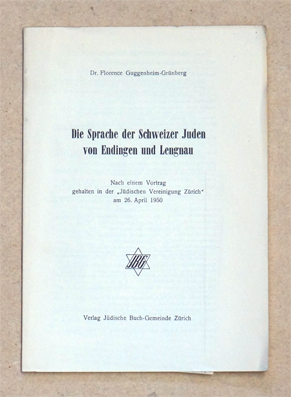 Dr. Florence Guggenheim-Grünberg
Die Sprache der Schweizer Juden
von Endingen und Lengnau
Nach einem Vortrag
gehalten in der „Jüdischen Vereinigung Zürich"
am 26. April 1950
JBG
Verlag Jüdische Buch-Gemeinde Zürich